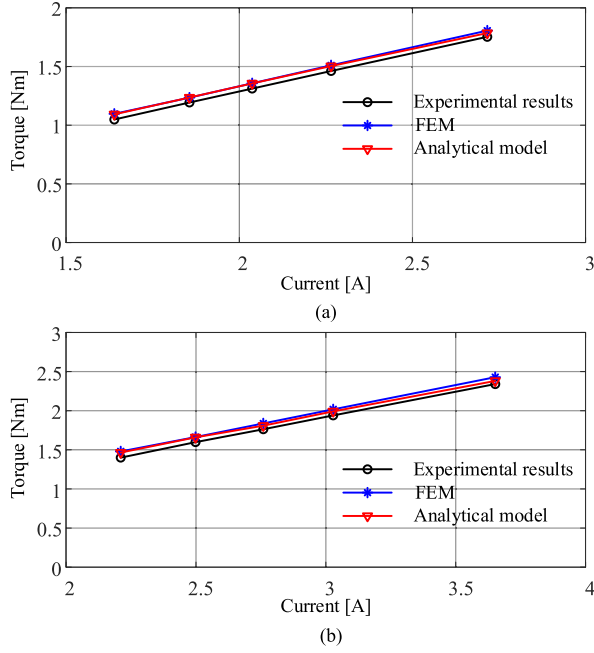 2
1.5
1
0.5
0
Torque [Nm]
Experimental results
FEM
Analytical model
1.5 2 2.5 3
Current [A]
(a)
3
2.5
2
1.5
1
0.5
0
Torque [Nm]
Experimental results
FEM
Analytical model
2 2.5 3 3.5 4
Current [A]
(b)